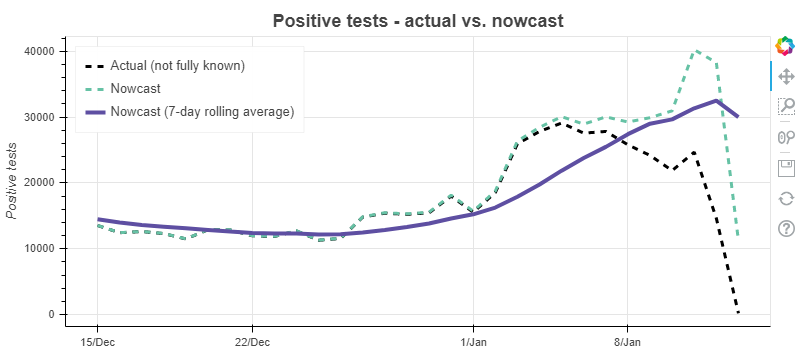 Positive tests - actual vs. nowcast
Actual (not fully known)
Nowcast
Nowcast (7-day rolling average)
Positive tests
40000
30000
20000
10000
0
15/Dec
22/Dec
1/Jan
8/Jan